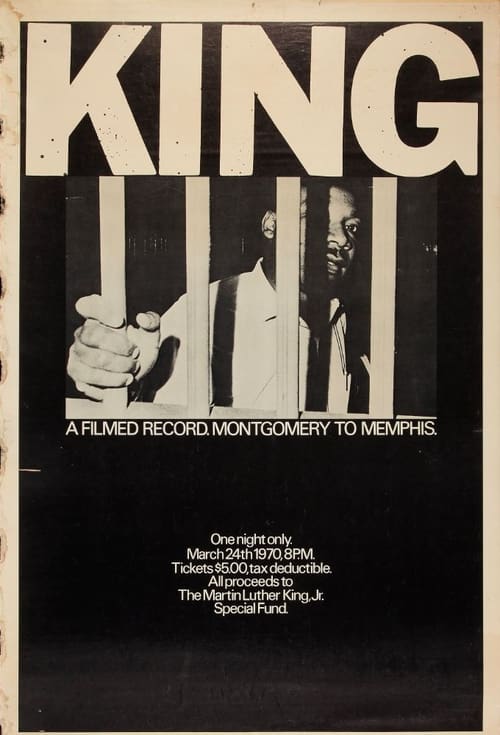 KING
A FILMED RECORD. MONTGOMERY TO MEMPHIS.
One night only.
March 24th 1970, 8P.M.
Tickets $5.00, tax deductible.
All proceeds to
The Martin Luther King, Jr.
Special Fund.